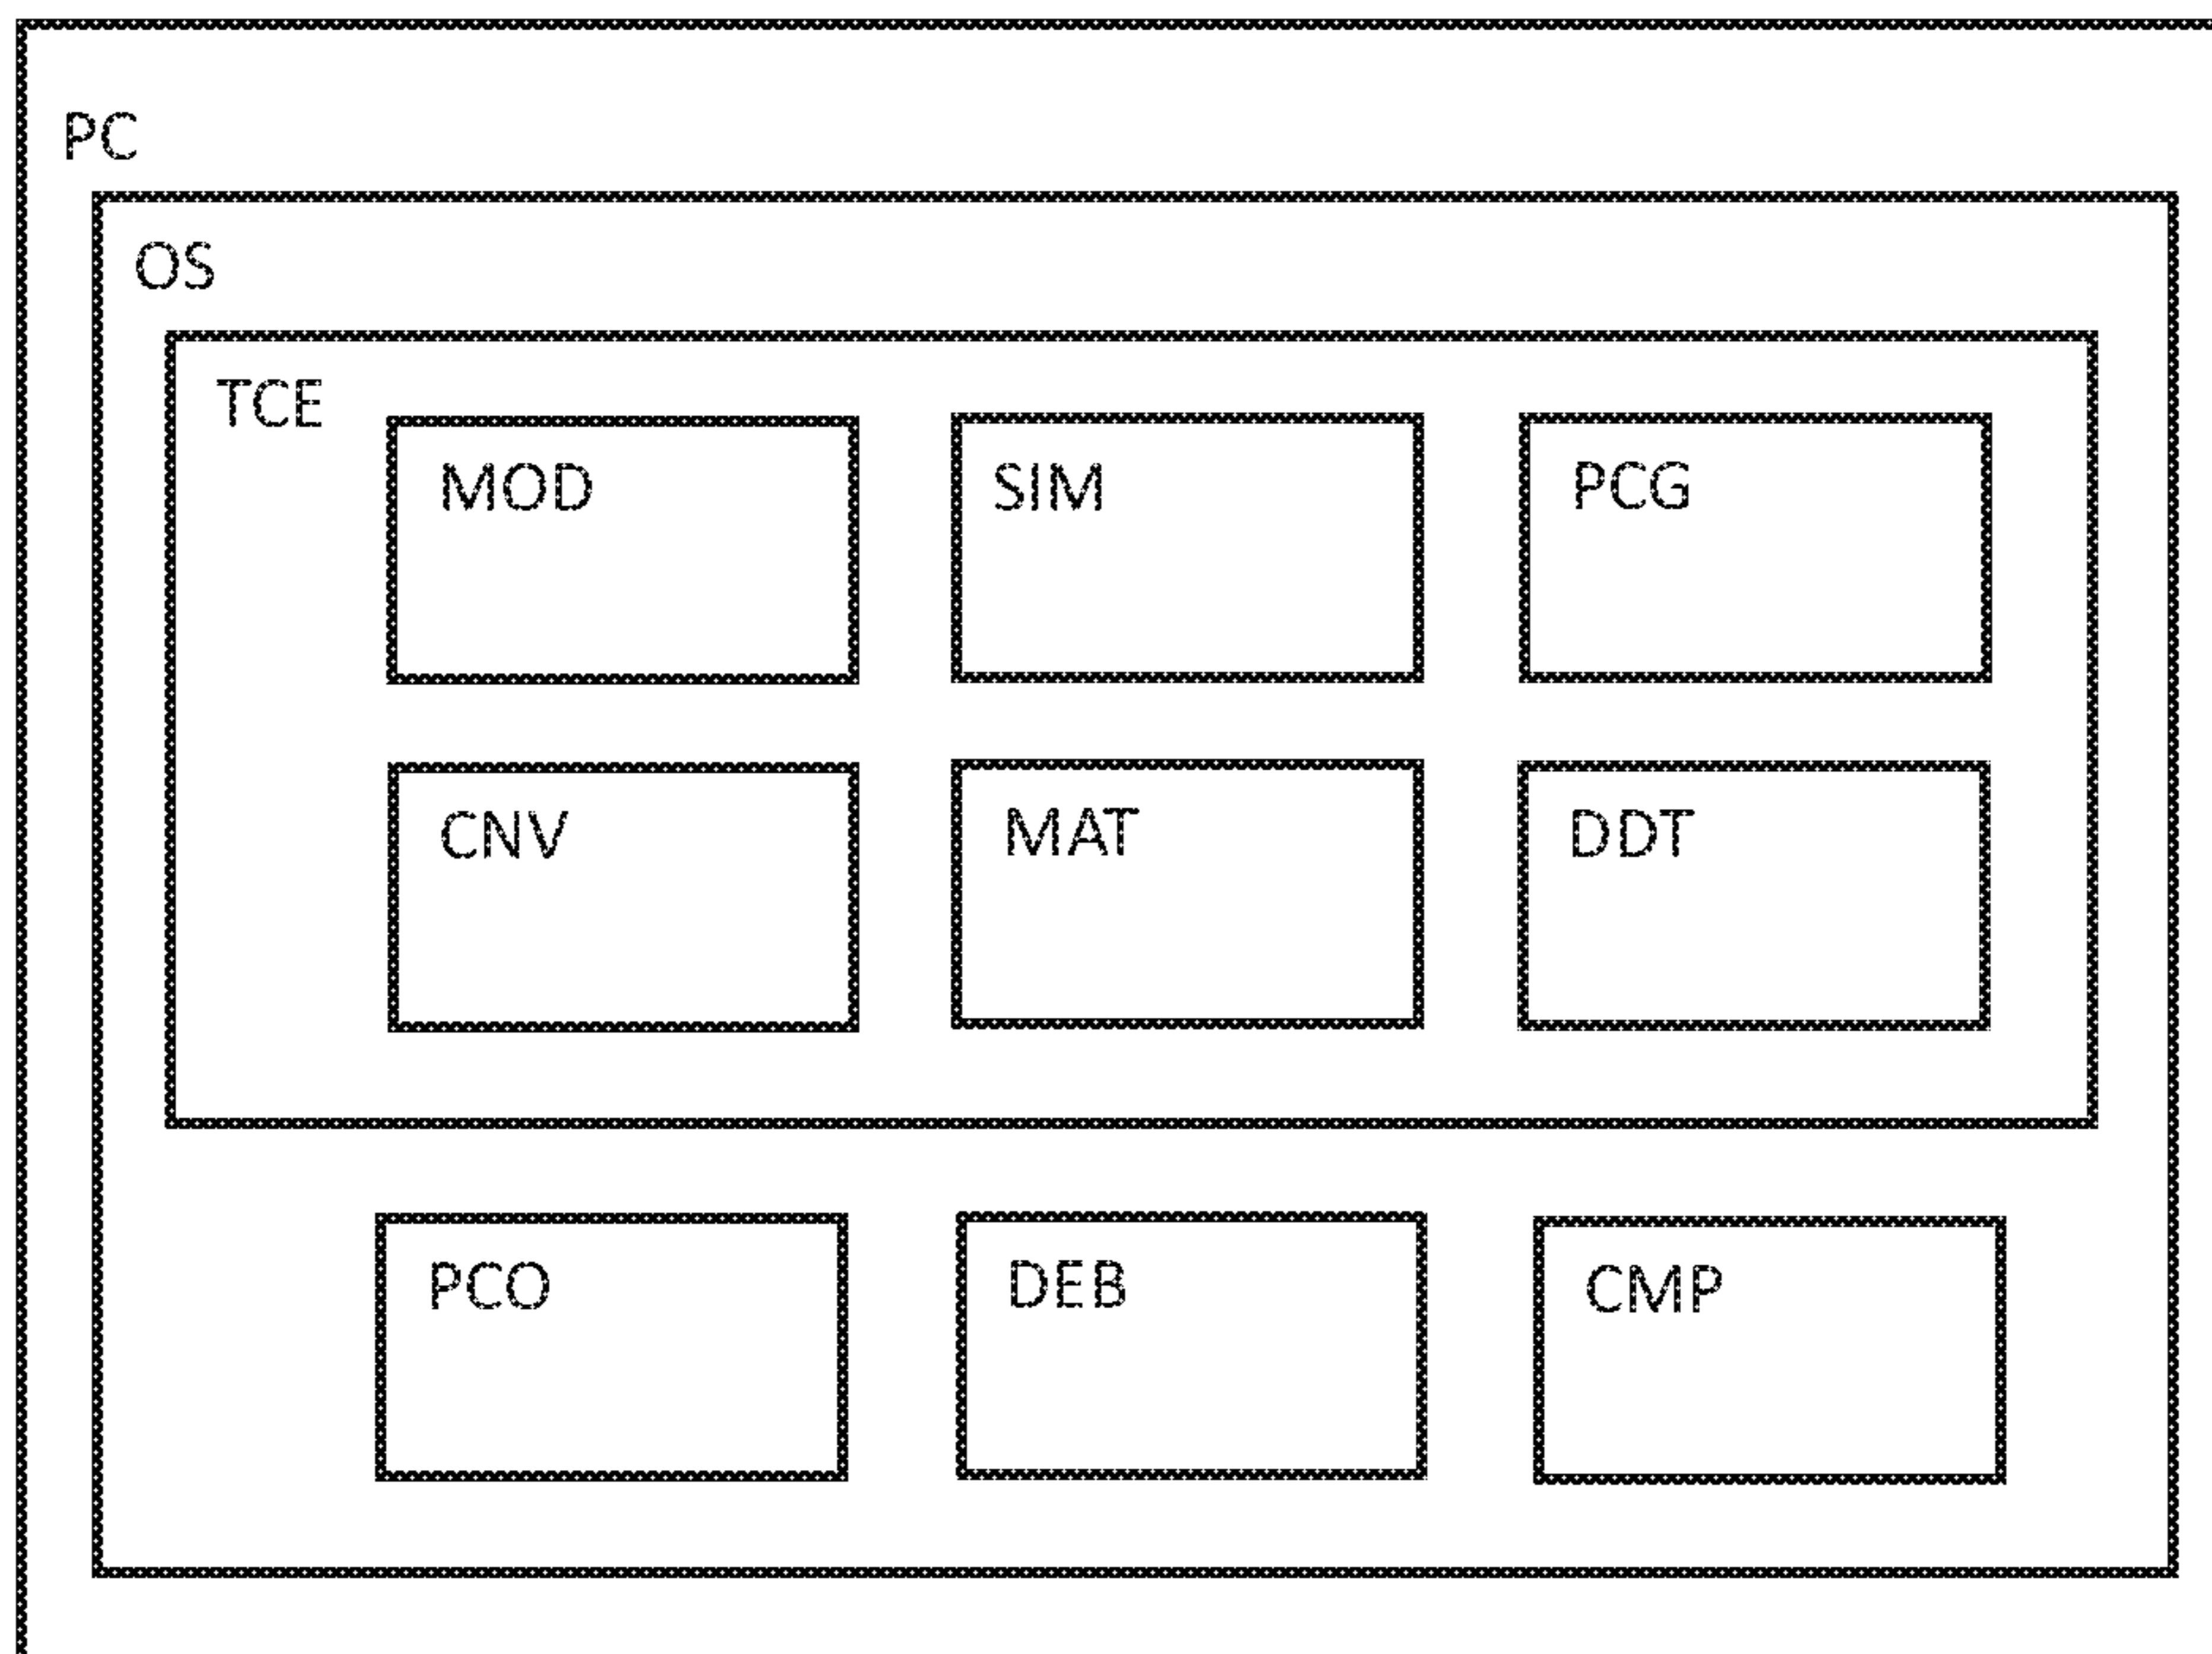 PC
OS
TCE
MOD SIM PCG
CNV MAT DDT
PCO DEB CMP